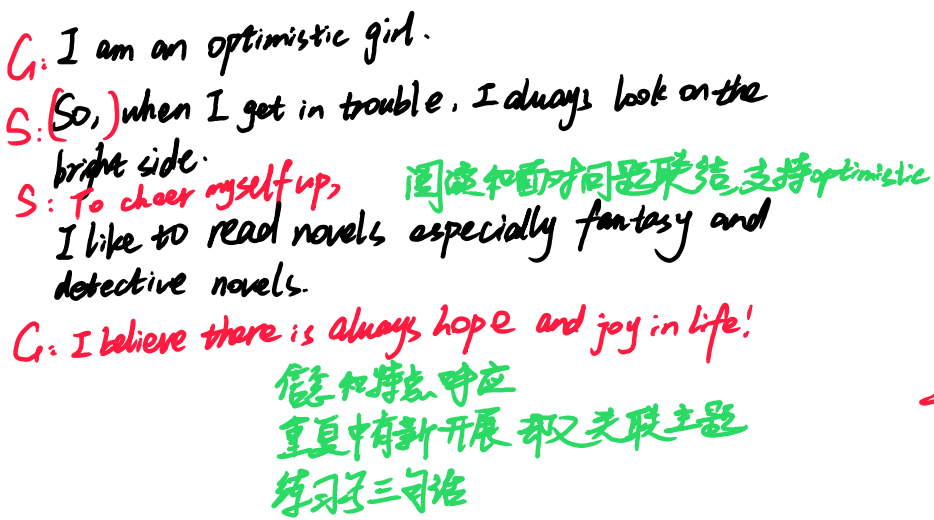 G: I am an optimistic girl.
S: (So,) when I get in trouble, I always look on the
bright side.
S: To cheer myself up, 阅读和面对问题联结,支持optimistic
I like to read novels especially fantasy and
detective novels.
G: I believe there is always hope and joy in life!
信念和特点呼应
重复中有新开展 却又关联主题
练习写三句话